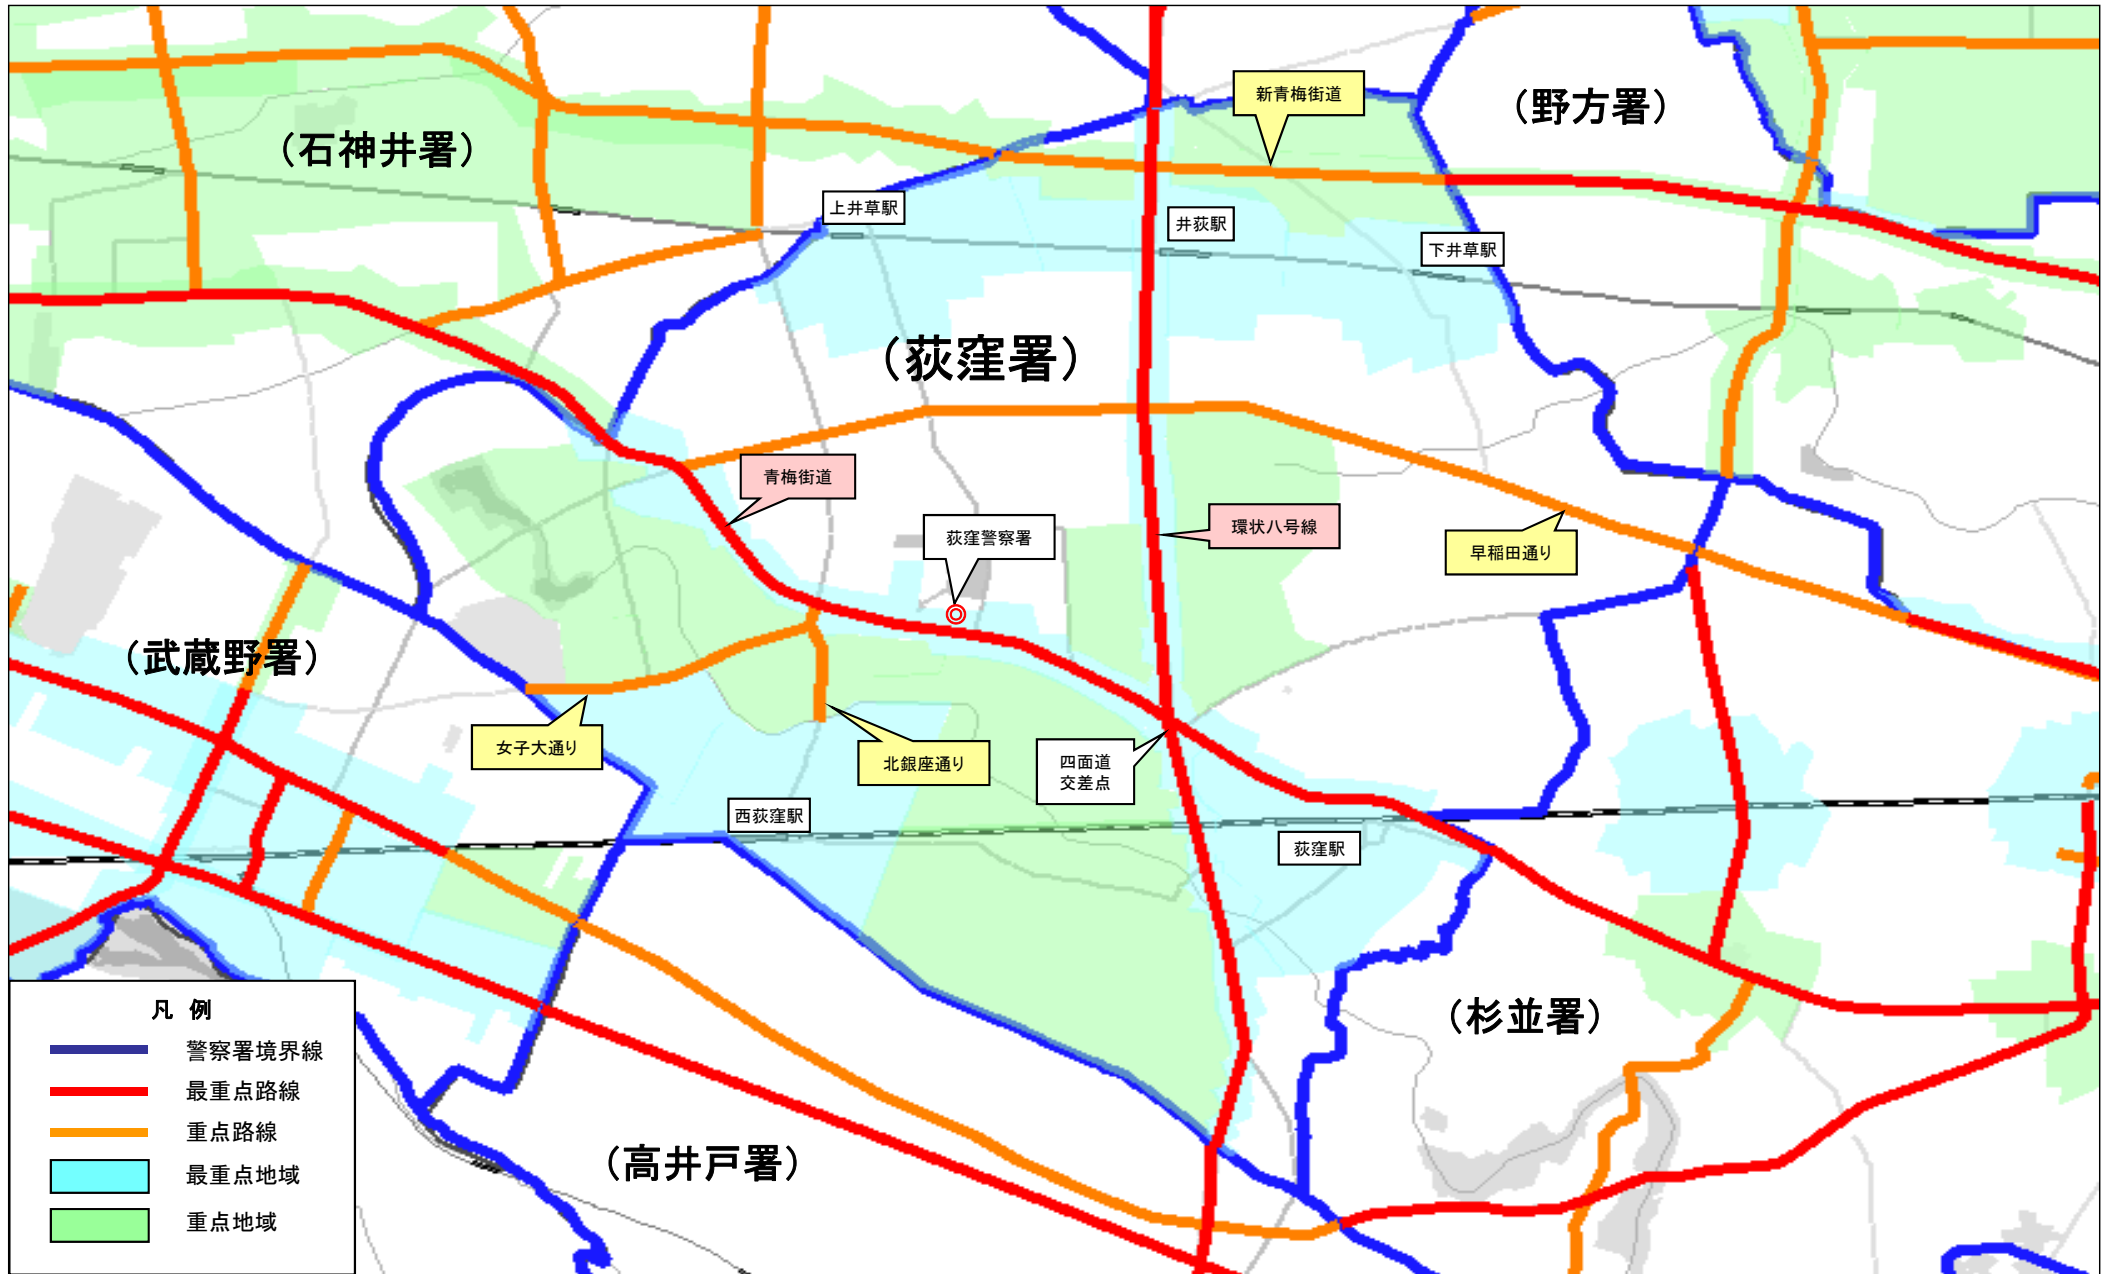 新青梅街道
（野方署）
（石神井署）
上井草駅
井荻駅
下井草駅
（荻窪署）
青梅街道
荻窪警察署
環状八号線
早稲田通り
（武蔵野署）
女子大通り
北銀座通り
四面道
交差点
西荻窪駅
荻窪駅
（杉並署）
（高井戸署）
凡 例
警察署境界線
最重点路線
重点路線
最重点地域
重点地域